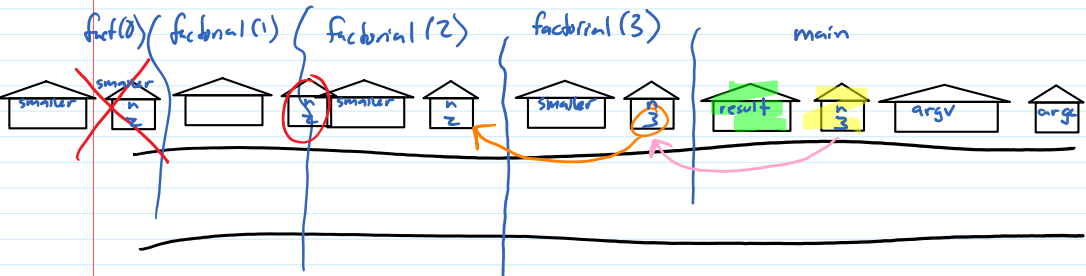 fact(0) factorial(1) factorial(2) factorial(3) main
smaller smaller n 2 n 2 smaller n 2 smaller n 3 result n 3 argv argc